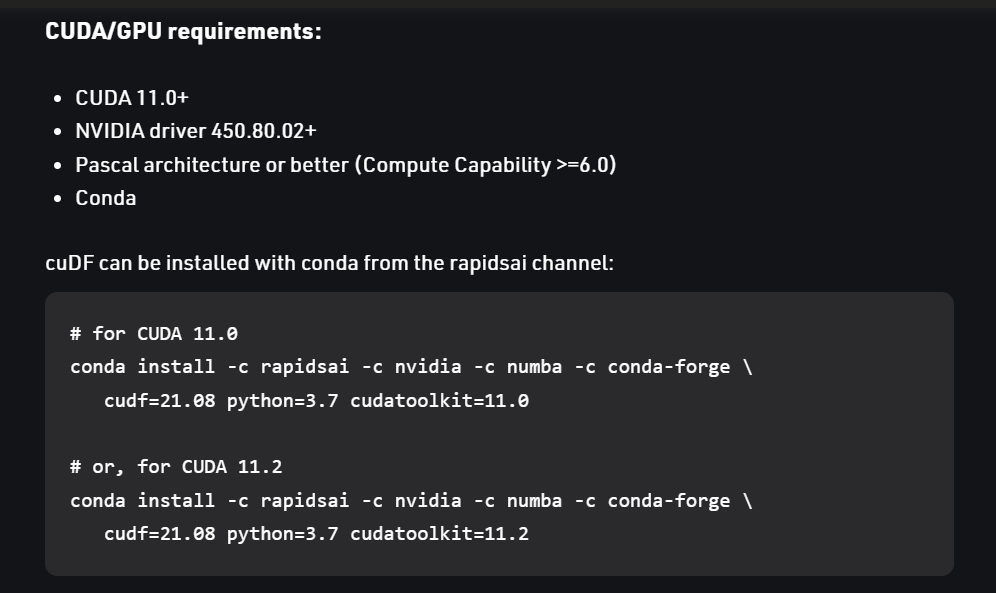 CUDA/GPU requirements:
• CUDA 11.0+
• NVIDIA driver 450.80.02+
• Pascal architecture or better (Compute Capability >=6.0)
• Conda
cuDF can be installed with conda from the rapidsai channel:
# for CUDA 11.0
conda install -c rapidsai -c nvidia -c numba -c conda-forge \
   cudf=21.08 python=3.7 cudatoolkit=11.0
# or, for CUDA 11.2
conda install -c rapidsai -c nvidia -c numba -c conda-forge \
   cudf=21.08 python=3.7 cudatoolkit=11.2